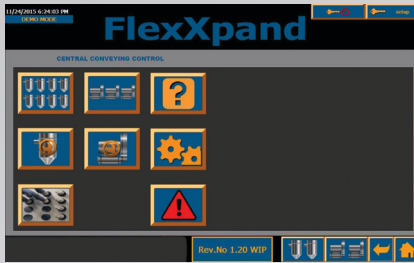 11/24/2015 6:24:03 PM
DEMO MODE
FlexXpand
setup
CENTRAL CONVEYING CONTROL
?
!
Rev.No 1.20 WIP